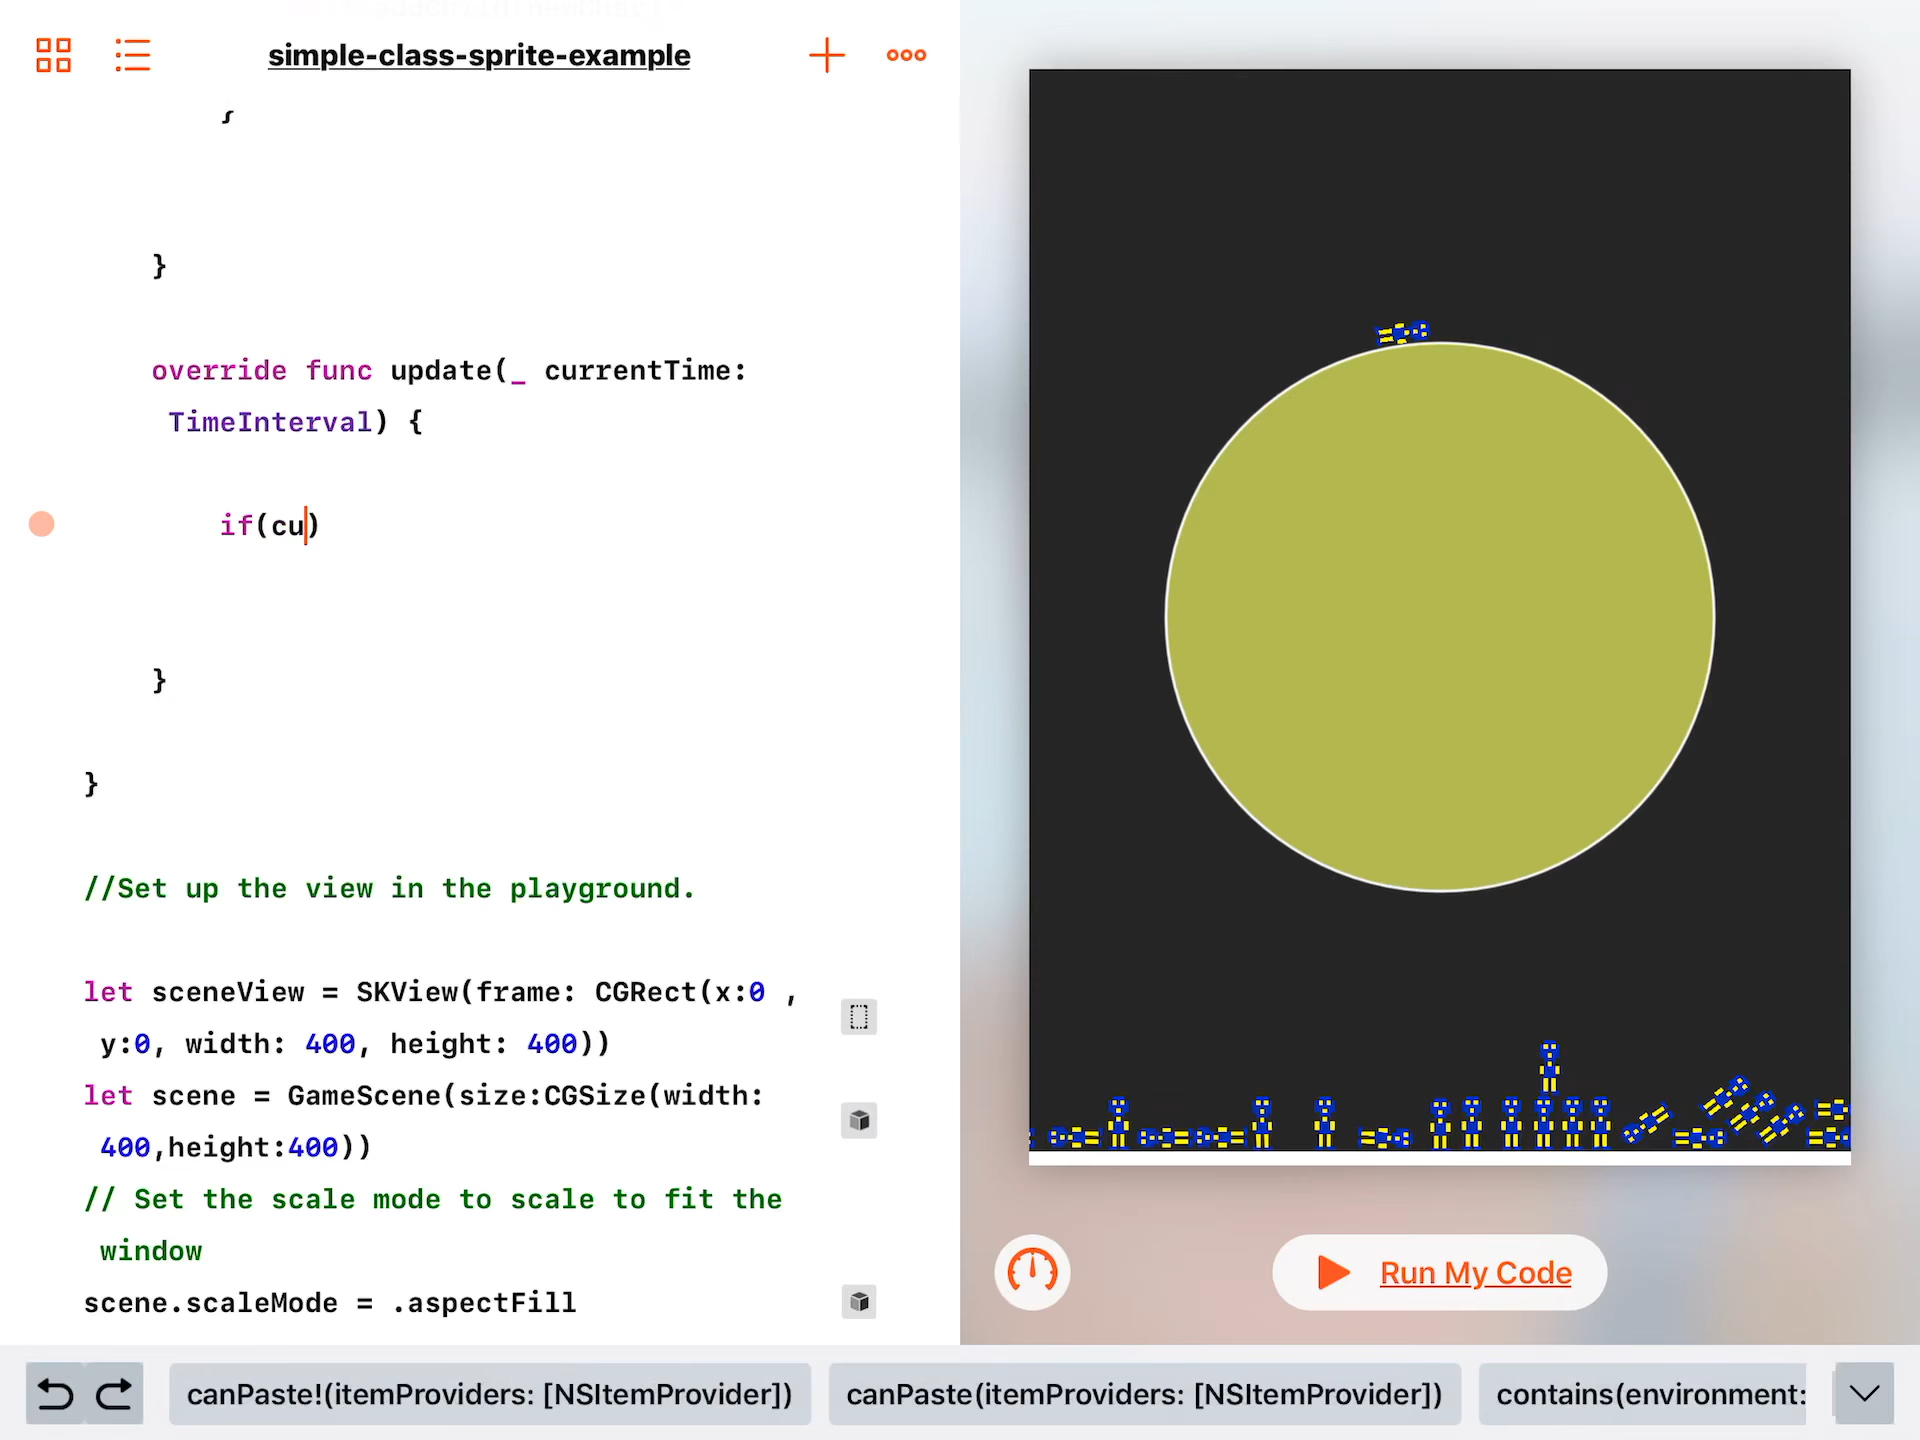 simple-class-sprite-example
}
override func update(_ currentTime:
TimeInterval) {
if(cu)
}
}
//Set up the view in the playground.
let sceneView = SKView(frame: CGRect(x:0 ,
y:0, width: 400, height: 400))
let scene = GameScene(size:CGSize(width:
400,height:400))
// Set the scale mode to scale to fit the
window
scene.scaleMode = .aspectFill
Run My Code
canPaste!(itemProviders: [NSItemProvider])
canPaste(itemProviders: [NSItemProvider])
contains(environment: